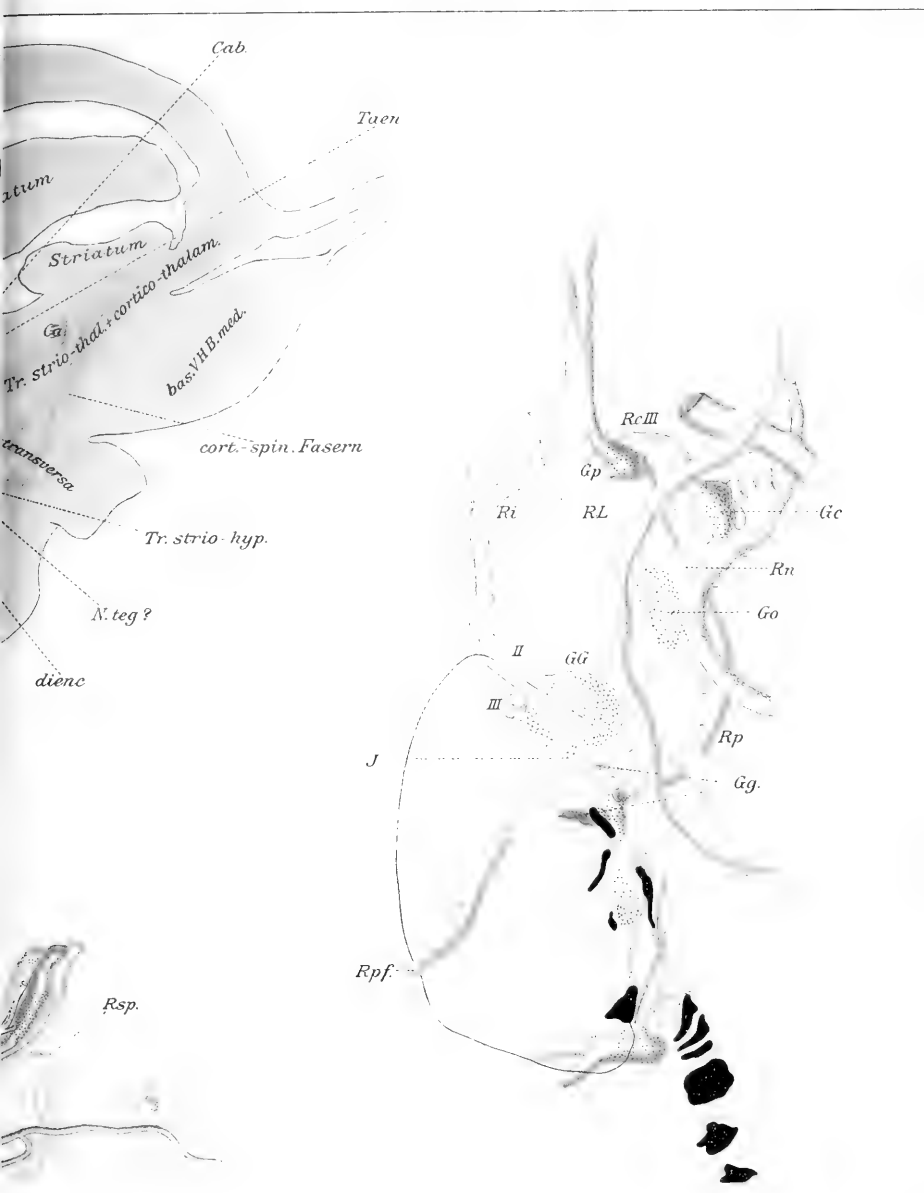 Cab.
Taen
atum
Striatum
Ga.
Tr. strio-thal.+cortico-thalam.
bas.VHB.med.
cort.-spin. Fasern
transversa
Tr. strio-hyp.
N.teg?
dienc
Rsp.
RcIII
Gp
Ri
RL
Gc
Rn
Go
II
GG
III
Rp
J
Gg.
Rpf.